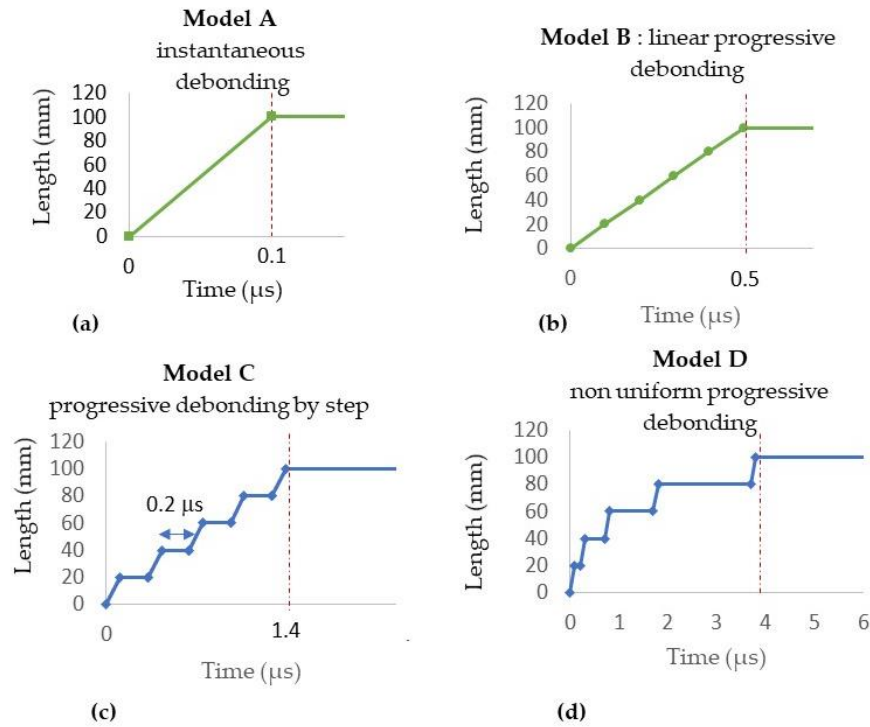 Model A
instantaneous
debonding
120
100
80
60
40
20
0
Length (mm)
0
0.1
Time (µs)
(a)
Model B : linear progressive
debonding
120
100
80
60
40
20
0
Length (mm)
0
0.5
Time (µs)
(b)
Model C
progressive debonding by step
120
100
80
60
40
20
0
Length (mm)
0.2 µs
0
1.4
Time (µs)
(c)
Model D
non uniform progressive
debonding
120
100
80
60
40
20
0
Length (mm)
0 1 2 3 4 5 6
Time (µs)
(d)